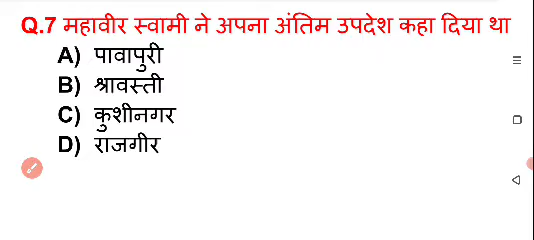 Q.7 महावीर स्वामी ने अपना अंतिम उपदेश कहा दिया था
A) पावापुरी
B) श्रावस्ती
C) कुशीनगर
D) राजगीर